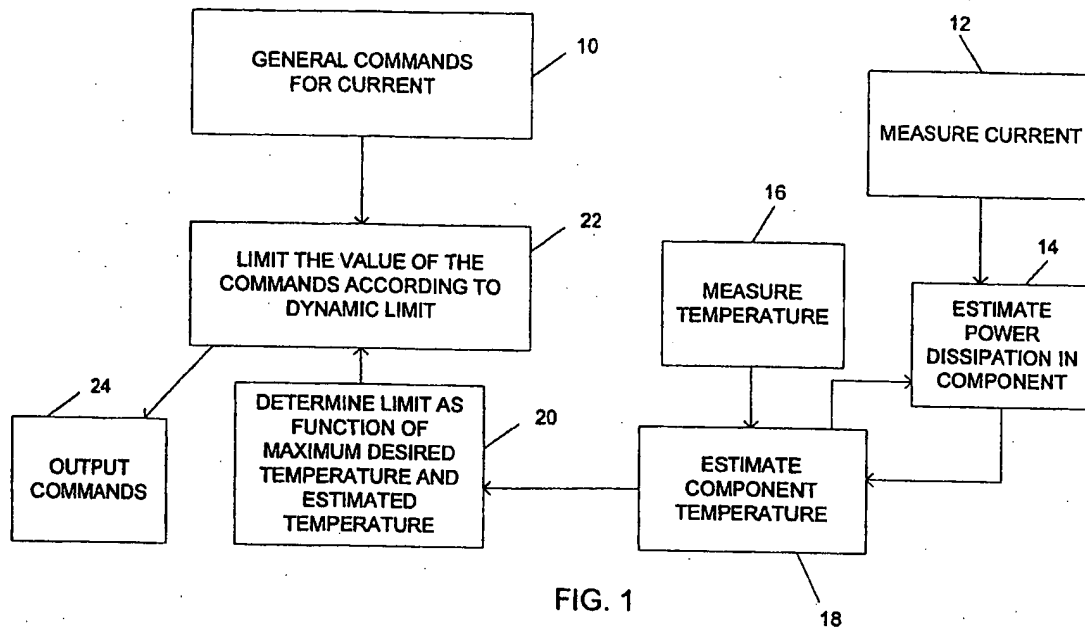 10
GENERAL COMMANDS
FOR CURRENT
12
MEASURE CURRENT
22
LIMIT THE VALUE OF THE
COMMANDS ACCORDING TO
DYNAMIC LIMIT
16
MEASURE
TEMPERATURE
14
ESTIMATE
POWER
DISSIPATION IN
COMPONENT
24
OUTPUT
COMMANDS
20
DETERMINE LIMIT AS
FUNCTION OF
MAXIMUM DESIRED
TEMPERATURE AND
ESTIMATED
TEMPERATURE
ESTIMATE
COMPONENT
TEMPERATURE
18
FIG. 1